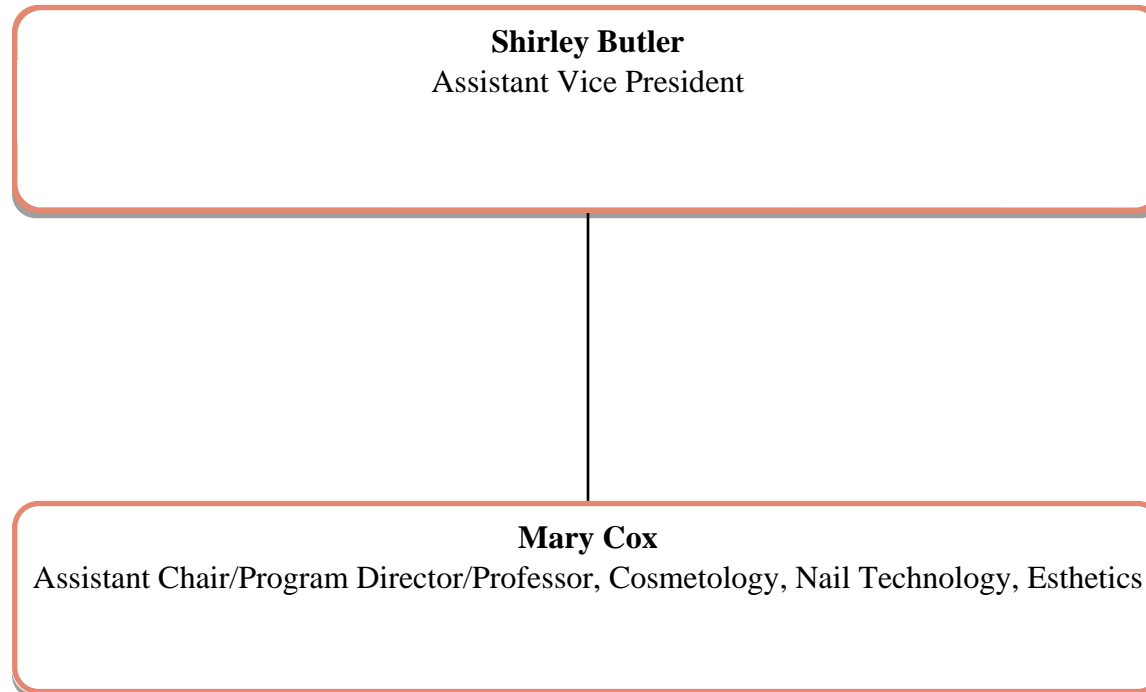 Shirley Butler
Assistant Vice President
Mary Cox
Assistant Chair/Program Director/Professor, Cosmetology, Nail Technology, Esthetics